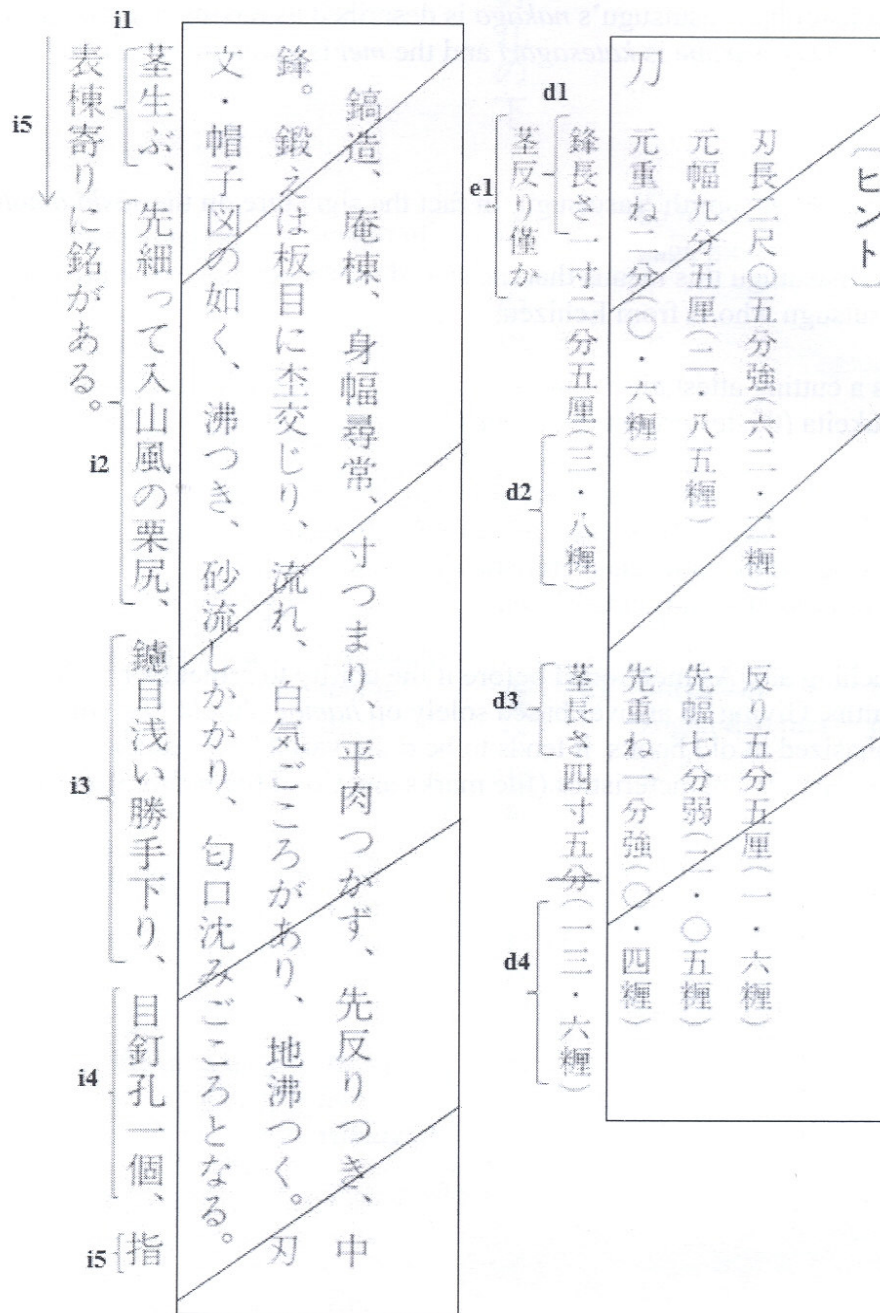 〔ヒント〕
刀
刃長二尺〇五分強(六二・二糎) 反り五分五厘(一・六糎)
元幅九分五厘(二・八五糎) 先幅七分弱(二・〇五糎)
元重ね二分(〇・六糎) 先重ね一分強(〇・四糎)
d1
d2
d3
d4
鋒長さ一寸二分五厘(三・八糎) 茎長さ四寸五分(一三・六糎)
e1
茎反り僅か
鎬造、庵棟、身幅尋常、寸つまり、平肉つかず、先反りつき、中
鋒。鍛えは板目に杢交じり、流れ、白気ごころがあり、地沸つく。刃
文・帽子図の如く、沸つき、砂流しかかり、匂口沈みごころとなる。
i1
i2
i3
i4
i5
茎生ぶ、先細って入山風の栗尻、鑢目浅い勝手下り、目釘孔一個、指
i5
表棟寄りに銘がある。